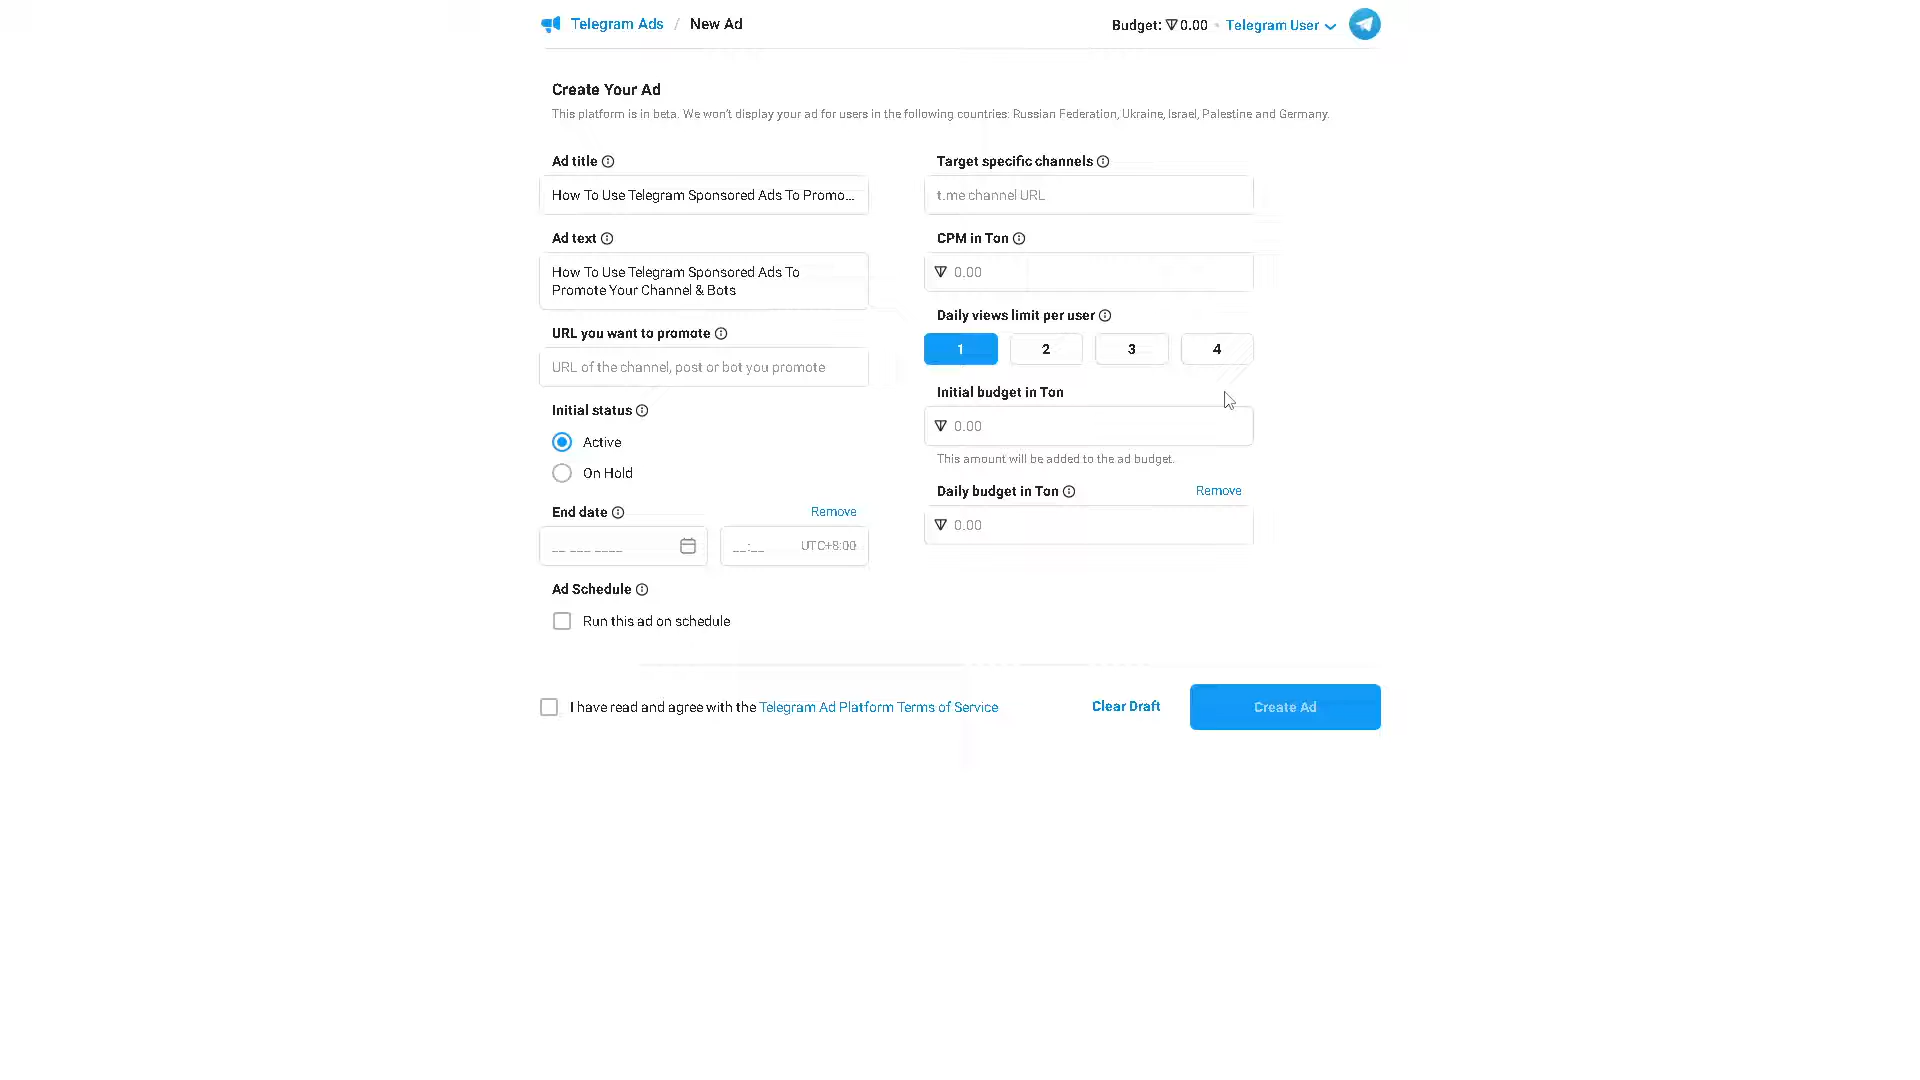 Telegram Ads / New Ad
Budget: 0.00 • Telegram User
Create Your Ad
This platform is in beta. We won't display your ad for users in the following countries: Russian Federation, Ukraine, Israel, Palestine and Germany.
Ad title
How To Use Telegram Sponsored Ads To Promo...
Ad text
How To Use Telegram Sponsored Ads To
Promote Your Channel & Bots
URL you want to promote
URL of the channel, post or bot you promote
Initial status
Active
On Hold
End date
Remove
__ ___ ____
__:__ UTC+8:00
Ad Schedule
Run this ad on schedule
Target specific channels
t.me channel URL
CPM in Ton
0.00
Daily views limit per user
1 2 3 4
Initial budget in Ton
0.00
This amount will be added to the ad budget.
Daily budget in Ton
Remove
0.00
I have read and agree with the Telegram Ad Platform Terms of Service
Clear Draft
Create Ad